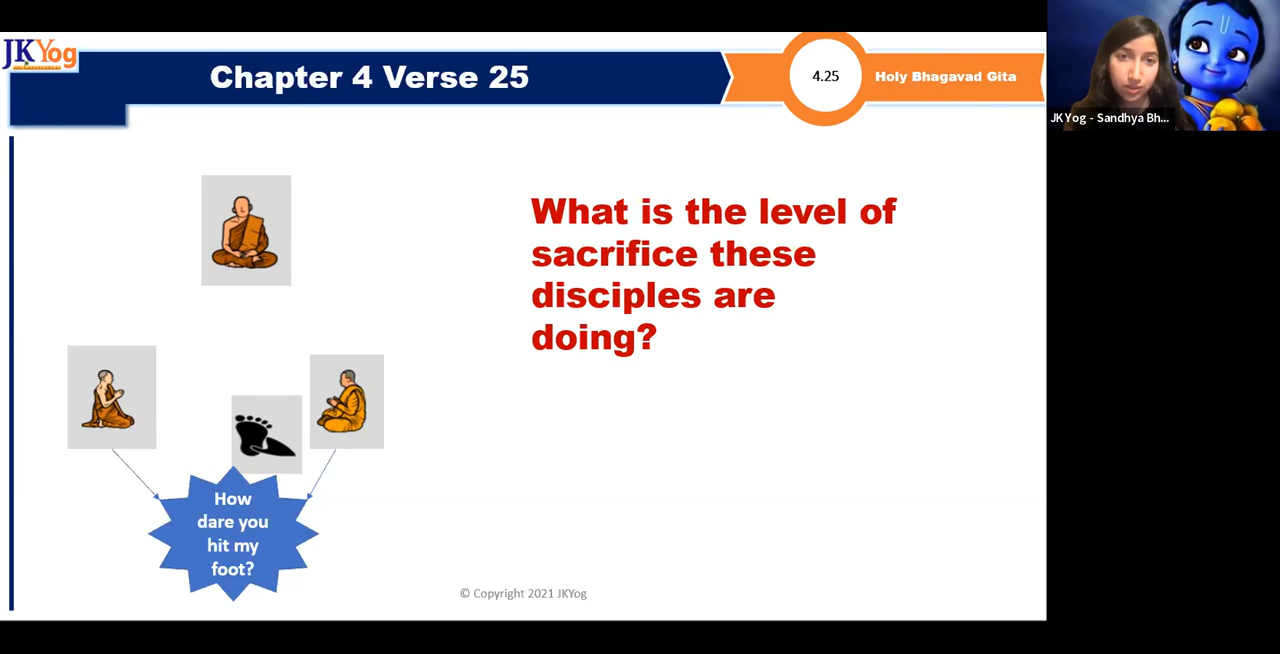 JKYog
Chapter 4 Verse 25
4.25
Holy Bhagavad Gita
JKYog - Sandhya Bh...
What is the level of
sacrifice these
disciples are
doing?
How
dare you
hit my
foot?
© Copyright 2021 JKYog